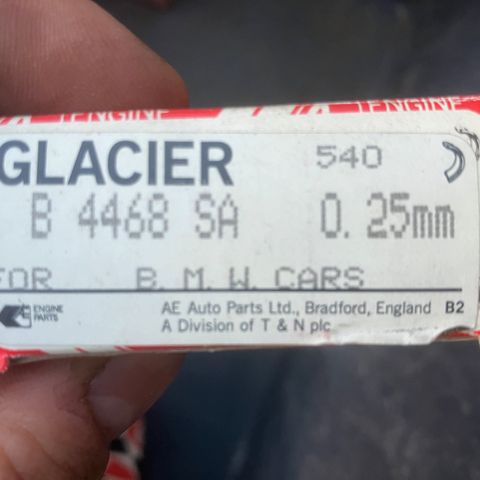 ENGINE ENGINE
GLACIER 540
B 4468 SA 0.25mm
FOR B.M.W. CARS
ENGINE PARTS
AE Auto Parts Ltd., Bradford, England B2
A Division of T & N plc